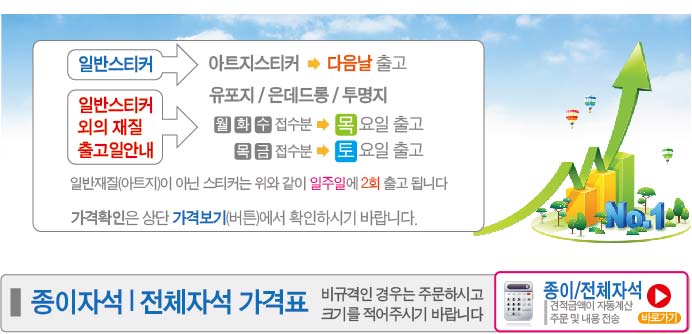 일반스티커
아트지스티커 다음날 출고
일반스티커
외의 재질
출고일안내
유포지 / 은데드롱 / 투명지
월 화 수 접수분 목 요일 출고
목 금 접수분 토 요일 출고
일반재질(아트지)이 아닌 스티커는 위와 같이 일주일에 2회 출고 됩니다
가격확인은 상단 가격보기(버튼)에서 확인하시기 바랍니다.
No.1
종이자석 | 전체자석 가격표
비규격인 경우는 주문하시고
크기를 적어주시기 바랍니다
종이/전체자석
견적금액이 자동계산
주문 및 내용 전송
바로가기